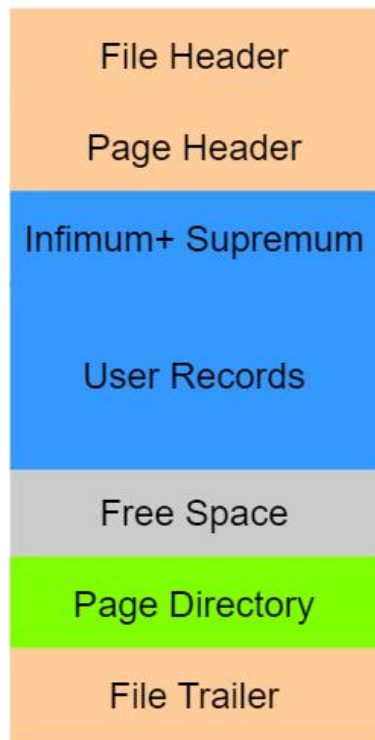 File Header
Page Header
Infimum+ Supremum
User Records
Free Space
Page Directory
File Trailer